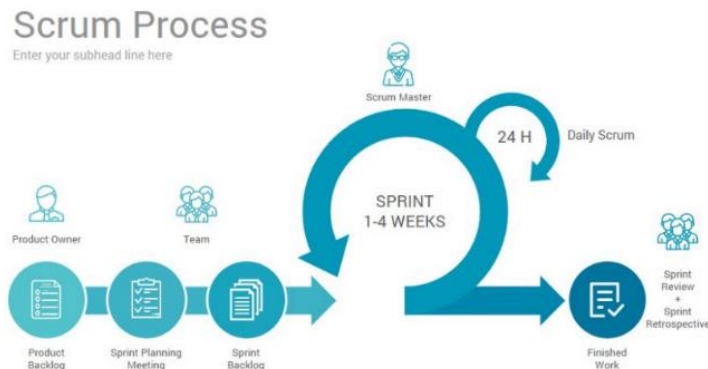 Scrum Process
Enter your subhead line here
Scrum Master
24 H
Daily Scrum
SPRINT
1-4 WEEKS
Product Owner
Team
Sprint
Review
+
Sprint
Retrospective
Product
Backlog
Sprint Planning
Meeting
Sprint
Backlog
Finished
Work